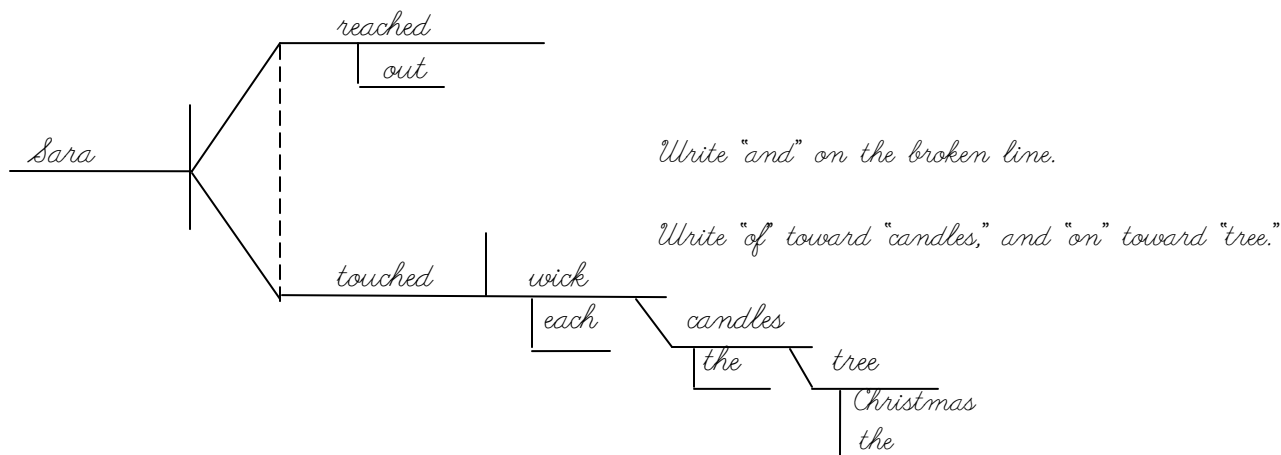 reached
out
Sara
Write “and” on the broken line.
Write “of” toward “candles,” and “on” toward “tree.”
touched
wick
each
candles
the
tree
Christmas
the